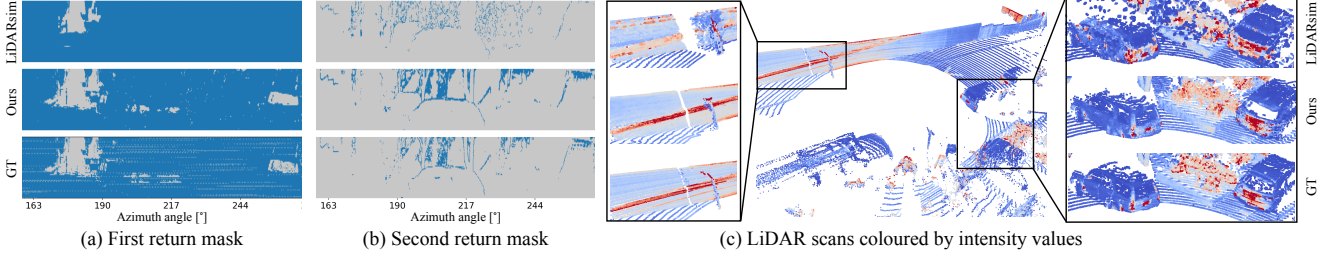 LiDARsim
Ours
GT
163 190 217 244
Azimuth angle [°]
(a) First return mask
190 217 244
Azimuth angle [°]
(b) Second return mask
(c) LiDAR scans coloured by intensity values
LiDARsim
Ours
GT